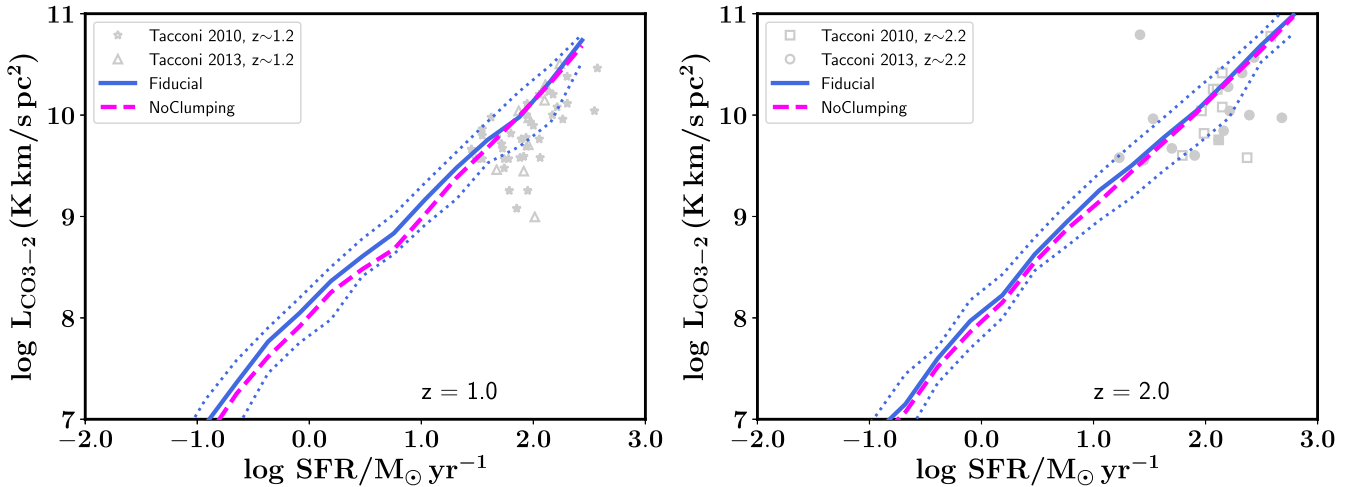 log L_CO3−2 (K km/s pc²)
11
10
9
8
7
Tacconi 2010, z∼1.2
Tacconi 2013, z∼1.2
Fiducial
NoClumping
z = 1.0
−2.0 −1.0 0.0 1.0 2.0 3.0
log SFR/M⊙ yr⁻¹
log L_CO3−2 (K km/s pc²)
11
10
9
8
7
Tacconi 2010, z∼2.2
Tacconi 2013, z∼2.2
Fiducial
NoClumping
z = 2.0
−2.0 −1.0 0.0 1.0 2.0 3.0
log SFR/M⊙ yr⁻¹